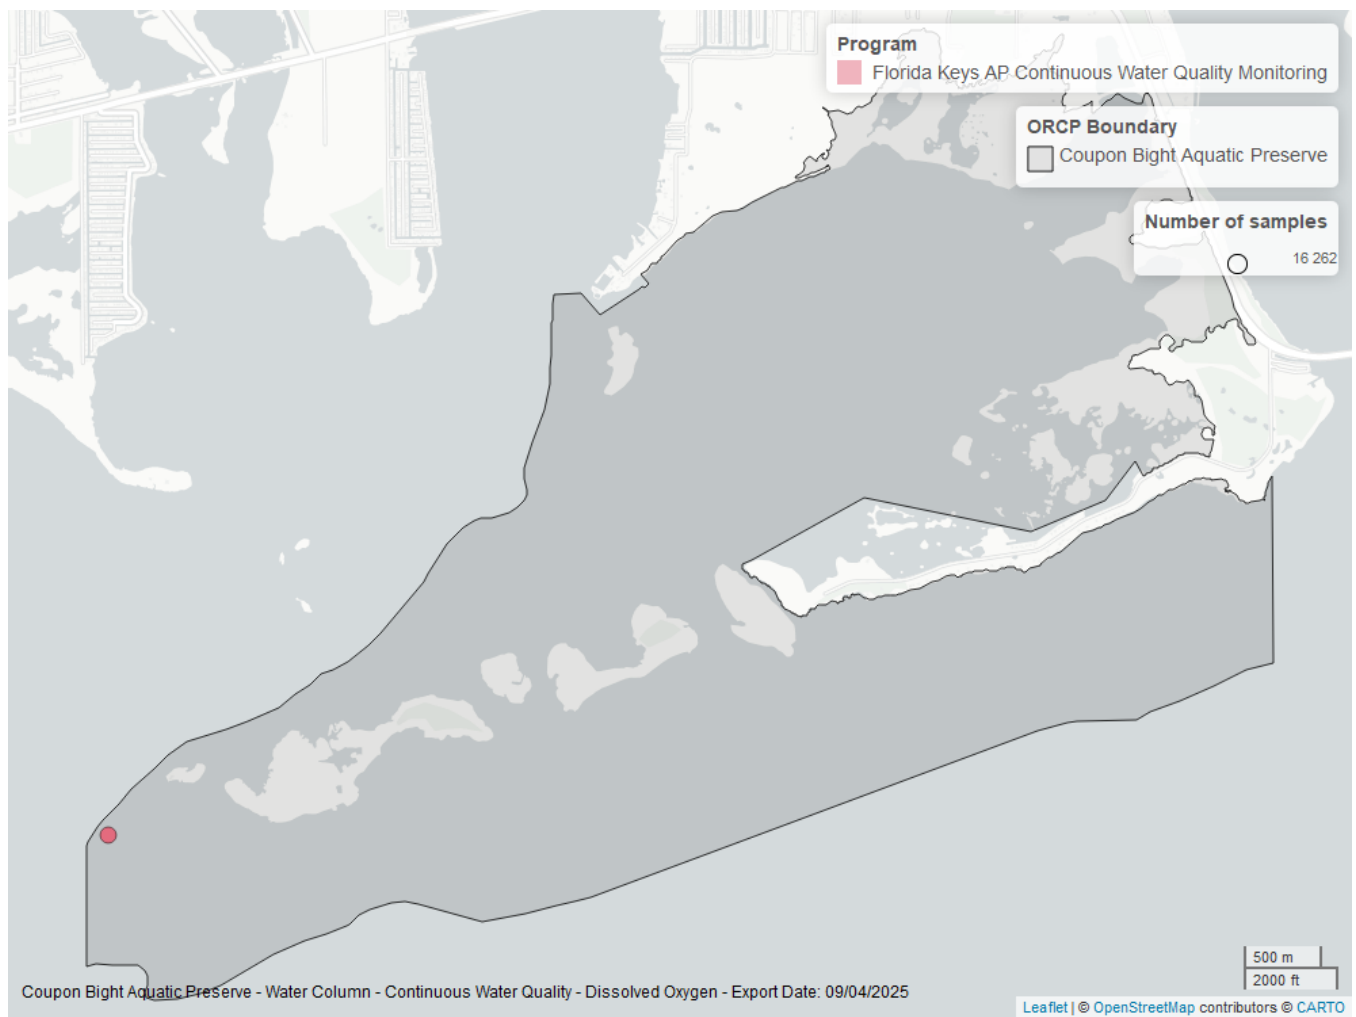 Program
Florida Keys AP Continuous Water Quality Monitoring
ORCP Boundary
Coupon Bight Aquatic Preserve
Number of samples
16 262
500 m
2000 ft
Coupon Bight Aquatic Preserve - Water Column - Continuous Water Quality - Dissolved Oxygen - Export Date: 09/04/2025
Leaflet | © OpenStreetMap contributors © CARTO